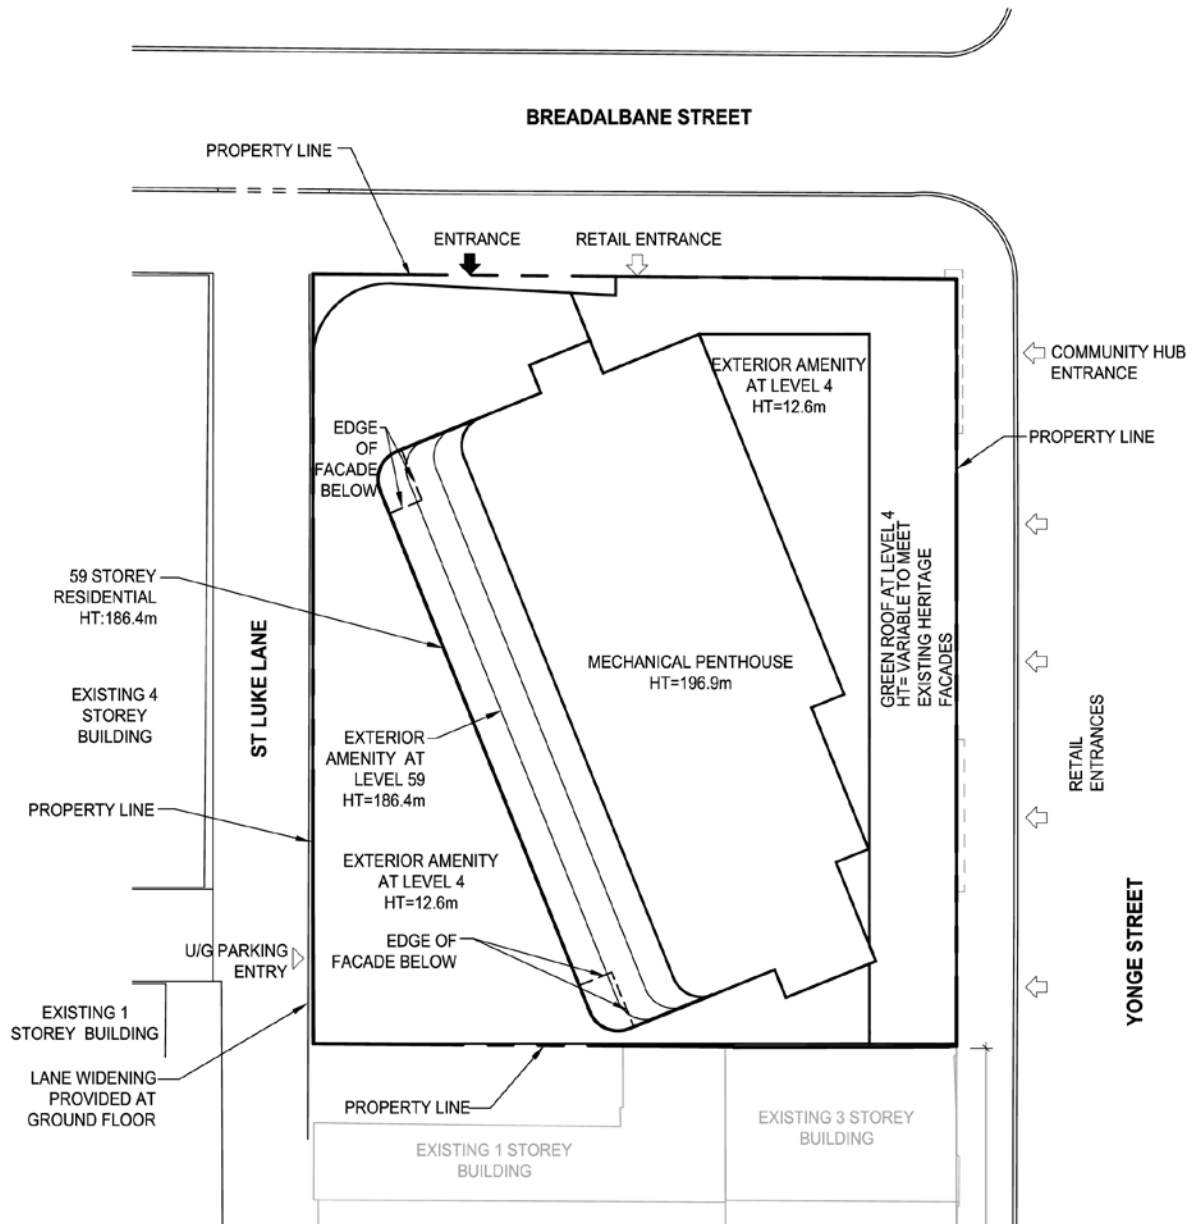 BREADALBANE STREET
PROPERTY LINE
ENTRANCE
RETAIL ENTRANCE
COMMUNITY HUB
ENTRANCE
EXTERIOR AMENITY
AT LEVEL 4
HT=12.6m
EDGE
OF
FACADE
BELOW
PROPERTY LINE
GREEN ROOF AT LEVEL 4
HT= VARIABLE TO MEET
EXISTING HERITAGE
FACADES
59 STOREY
RESIDENTIAL
HT:186.4m
ST LUKE LANE
MECHANICAL PENTHOUSE
HT=196.9m
EXISTING 4
STOREY
BUILDING
EXTERIOR
AMENITY AT
LEVEL 59
HT=186.4m
RETAIL
ENTRANCES
PROPERTY LINE
EXTERIOR AMENITY
AT LEVEL 4
HT=12.6m
YONGE STREET
U/G PARKING
ENTRY
EDGE OF
FACADE BELOW
EXISTING 1
STOREY BUILDING
LANE WIDENING
PROVIDED AT
GROUND FLOOR
PROPERTY LINE
EXISTING 3 STOREY
BUILDING
EXISTING 1 STOREY
BUILDING